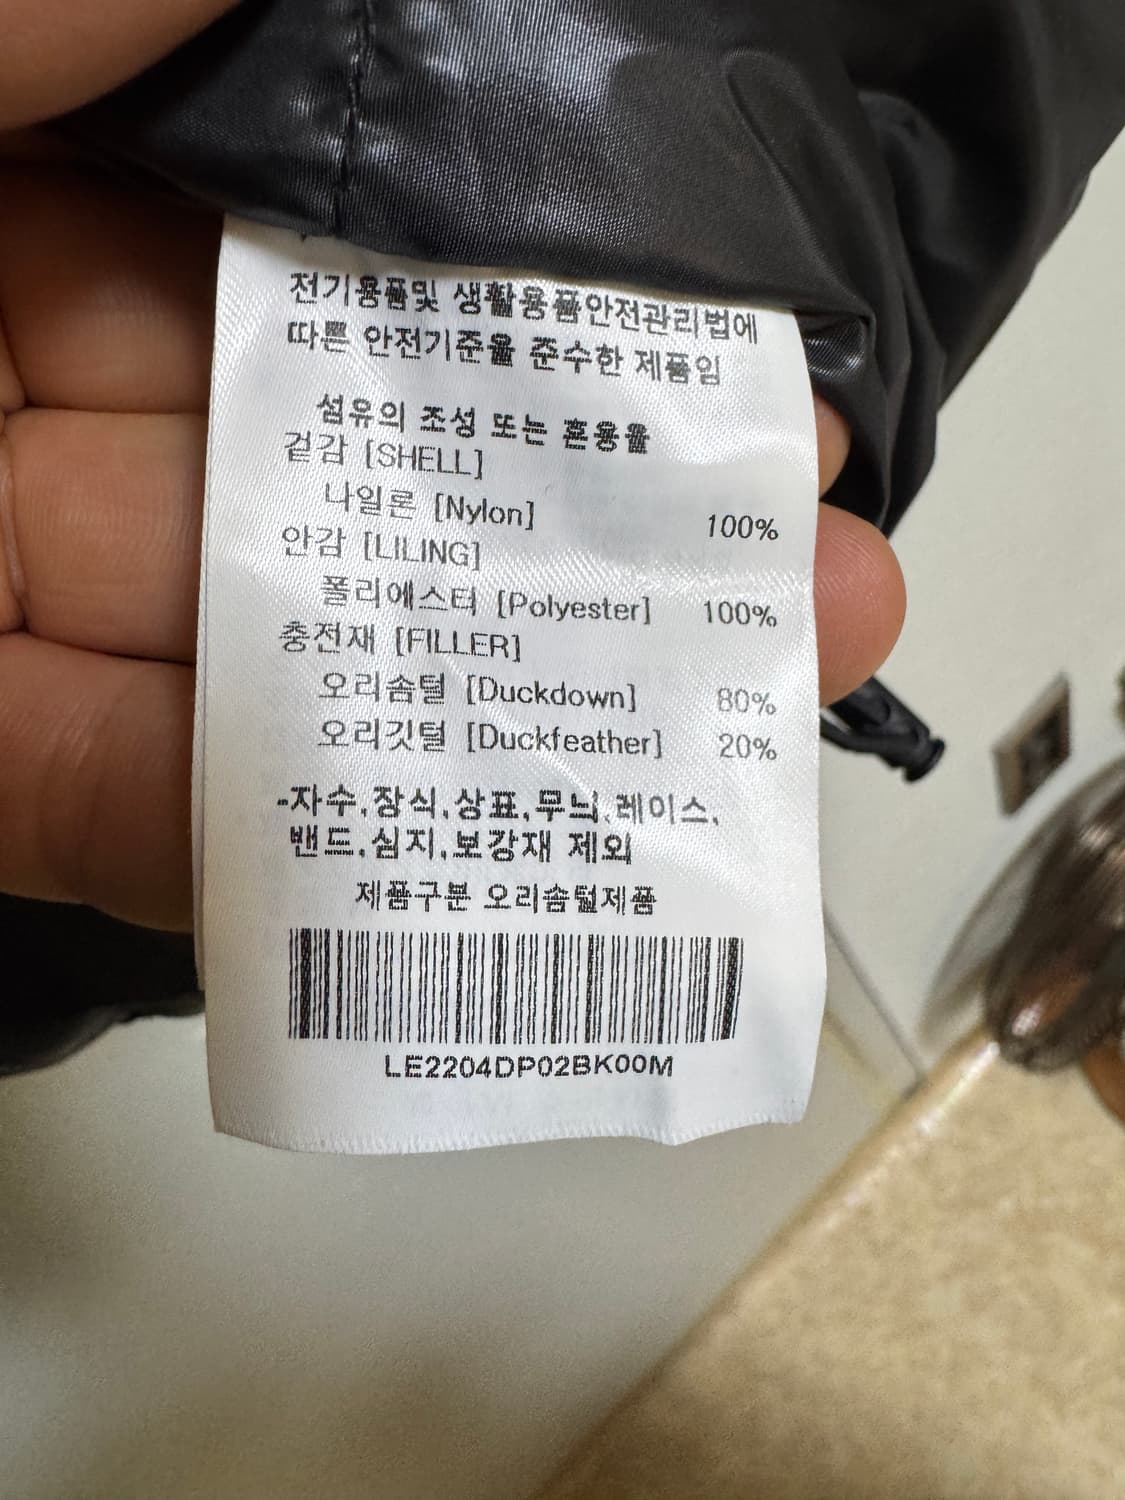 전기용품및 생활용품안전관리법에
따른 안전기준을 준수한 제품임
섬유의 조성 또는 혼용율
겉감 [SHELL]
나일론 [Nylon] 100%
안감 [LILING]
폴리에스터 [Polyester] 100%
충전재 [FILLER]
오리솜털 [Duckdown] 80%
오리깃털 [Duckfeather] 20%
-자수,장식,상표,무늬,레이스,
밴드,심지,보강재 제외
제품구분 오리솜털제품
LE2204DP02BK00M